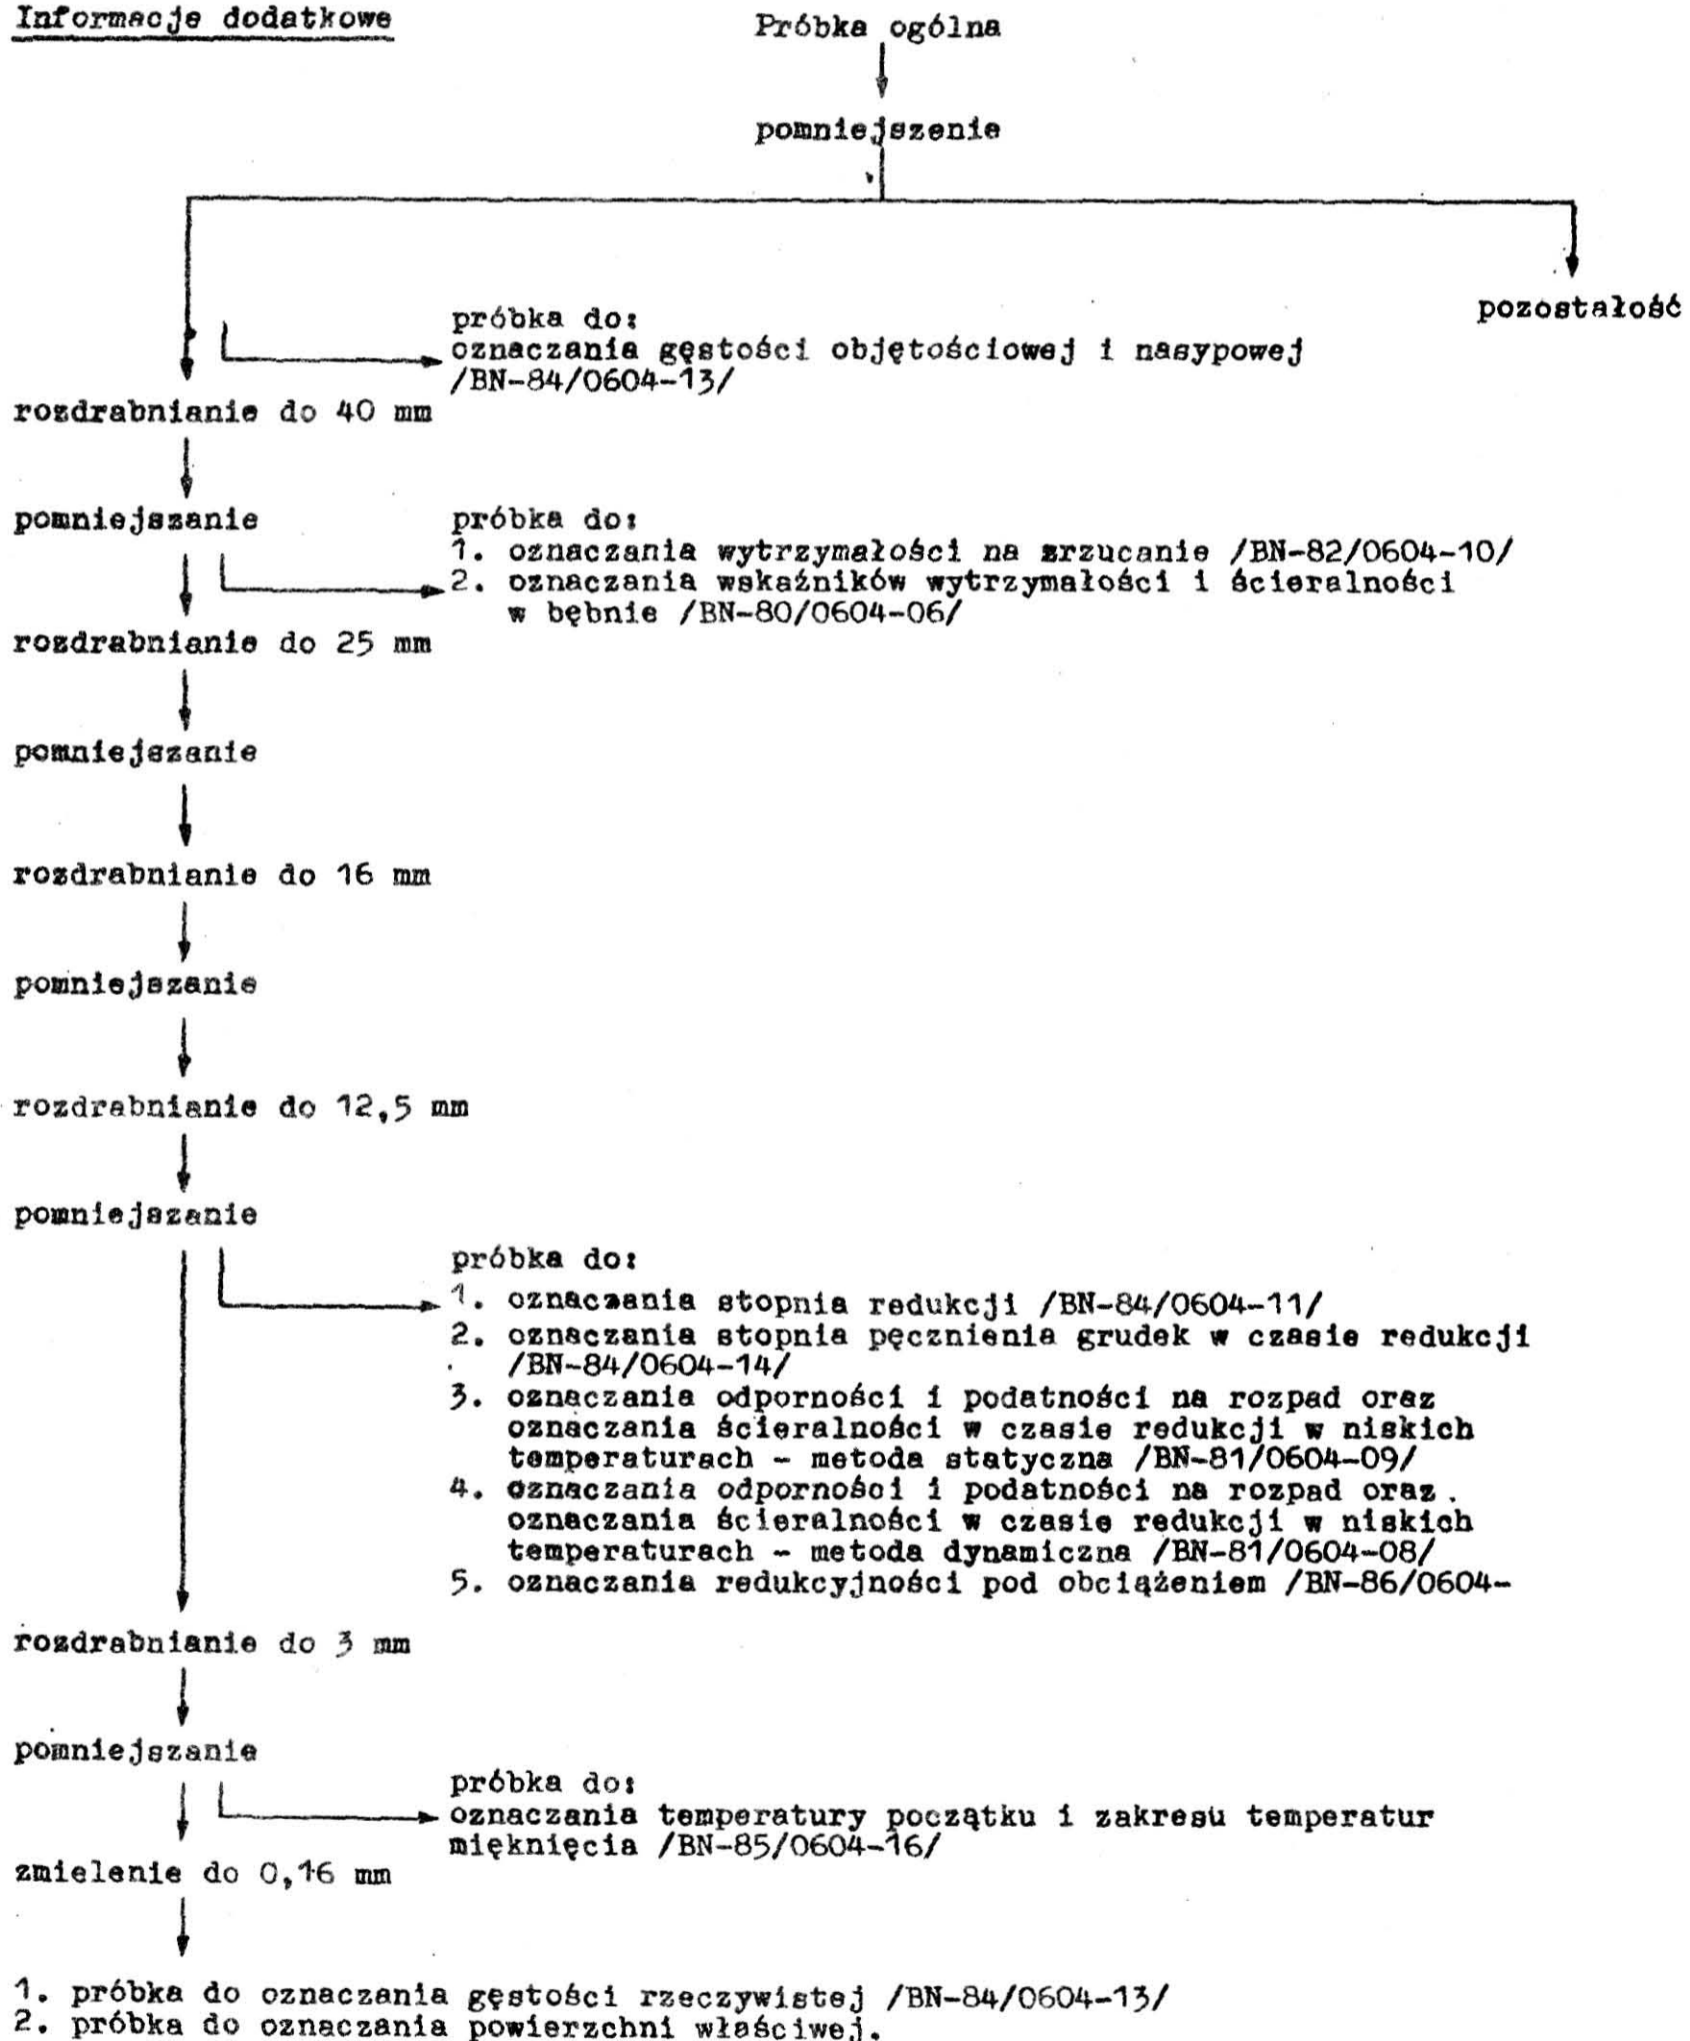 Informacje dodatkowe
Próbka ogólna
pomniejszenie
pozostałość
próbka do:
oznaczania gęstości objętościowej i nasypowej
/BN-84/0604-13/
rozdrabnianie do 40 mm
pomniejszanie
próbka do:
1. oznaczania wytrzymałości na zrzucanie /BN-82/0604-10/
2. oznaczania wskaźników wytrzymałości i ścieralności
w bębnie /BN-80/0604-06/
rozdrabnianie do 25 mm
pomniejszanie
rozdrabnianie do 16 mm
pomniejszanie
rozdrabnianie do 12,5 mm
pomniejszanie
próbka do:
1. oznaczania stopnia redukcji /BN-84/0604-11/
2. oznaczania stopnia pęcznienia grudek w czasie redukcji
/BN-84/0604-14/
3. oznaczania odporności i podatności na rozpad oraz
oznaczania ścieralności w czasie redukcji w niskich
temperaturach - metoda statyczna /BN-81/0604-09/
4. oznaczania odporności i podatności na rozpad oraz.
oznaczania ścieralności w czasie redukcji w niskich
temperaturach - metoda dynamiczna /BN-81/0604-08/
5. oznaczania redukcyjności pod obciążeniem /BN-86/0604-
rozdrabnianie do 3 mm
pomniejszanie
próbka do:
oznaczania temperatury początku i zakresu temperatur
mięknięcia /BN-85/0604-16/
zmielenie do 0,16 mm
1. próbka do oznaczania gęstości rzeczywistej /BN-84/0604-13/
2. próbka do oznaczania powierzchni właściwej.